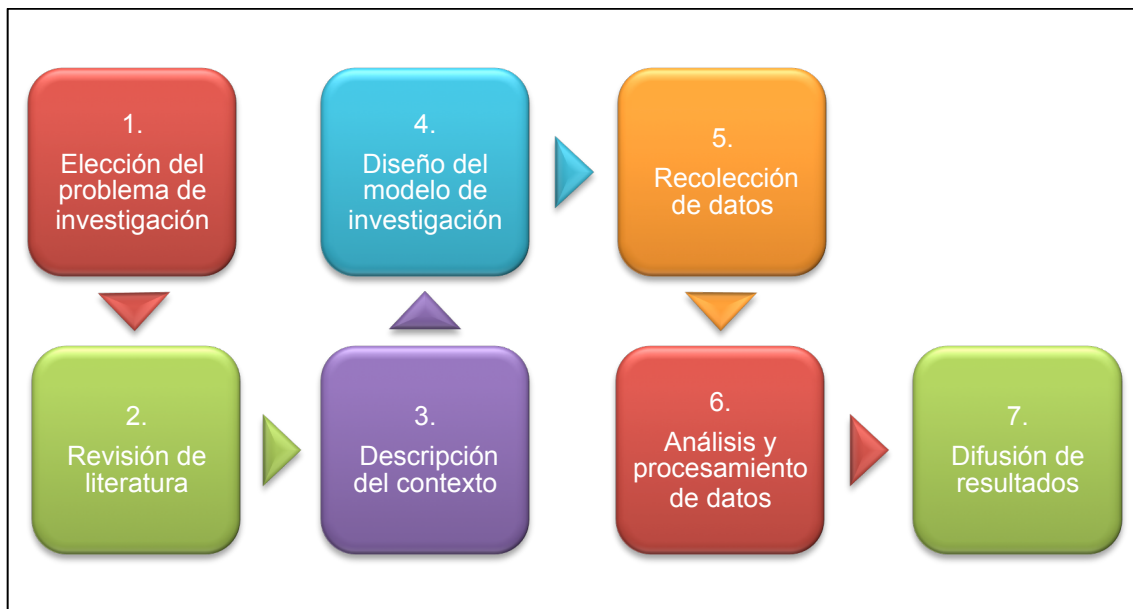 1.
Elección del
problema de
investigación
2.
Revisión de
literatura
3.
Descripción
del contexto
4.
Diseño del
modelo de
investigación
5.
Recolección
de datos
6.
Análisis y
procesamiento
de datos
7.
Difusión de
resultados